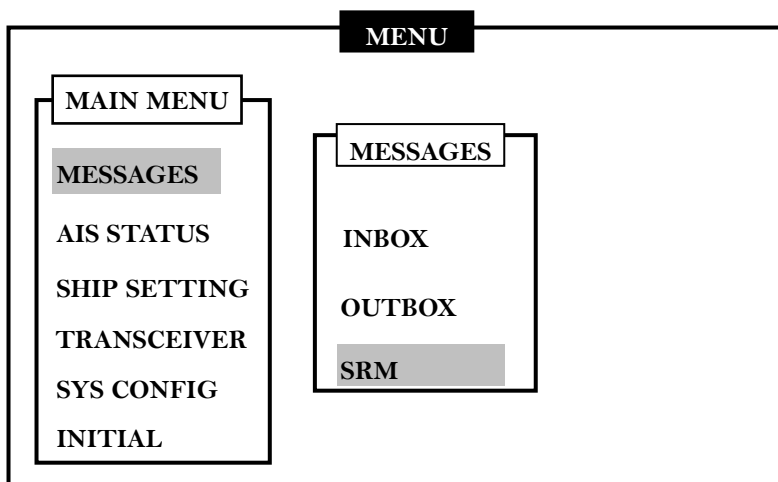 MENU
MAIN MENU
MESSAGES
AIS STATUS
SHIP SETTING
TRANSCEIVER
SYS CONFIG
INITIAL
MESSAGES
INBOX
OUTBOX
SRM